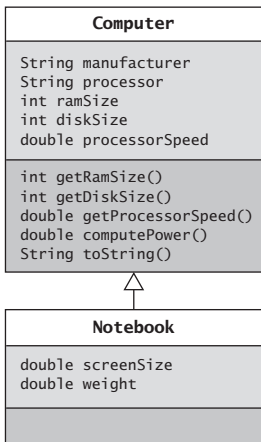 Computer
String manufacturer
String processor
int ramSize
int diskSize
double processorSpeed
int getRamSize()
int getDiskSize()
double getProcessorSpeed()
double computePower()
String toString()
Notebook
double screenSize
double weight